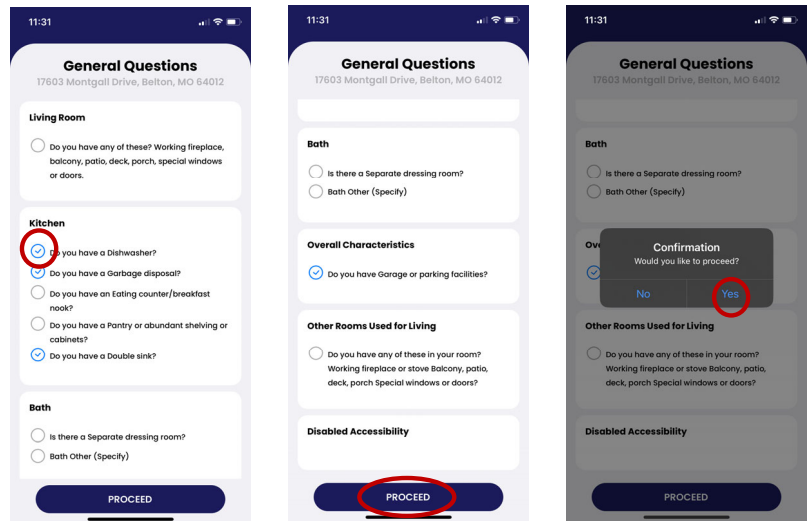 11:31
General Questions
17603 Montgall Drive, Belton, MO 64012
Living Room
Do you have any of these? Working fireplace,
balcony, patio, deck, porch, special windows
or doors.
Kitchen
Do you have a Dishwasher?
Do you have a Garbage disposal?
Do you have an Eating counter/breakfast
nook?
Do you have a Pantry or abundant shelving or
cabinets?
Do you have a Double sink?
Bath
Is there a Separate dressing room?
Bath Other (Specify)
PROCEED
11:31
General Questions
17603 Montgall Drive, Belton, MO 64012
Bath
Is there a Separate dressing room?
Bath Other (Specify)
Overall Characteristics
Do you have Garage or parking facilities?
Other Rooms Used for Living
Do you have any of these in your room?
Working fireplace or stove Balcony, patio,
deck, porch Special windows or doors?
Disabled Accessibility
PROCEED
11:31
General Questions
17603 Montgall Drive, Belton, MO 64012
Bath
Is there a Separate dressing room?
Bath Other (Specify)
Ov
Confirmation
Would you like to proceed?
No Yes
Other Rooms Used for Living
Do you have any of these in your room?
Working fireplace or stove Balcony, patio,
deck, porch Special windows or doors?
Disabled Accessibility
PROCEED